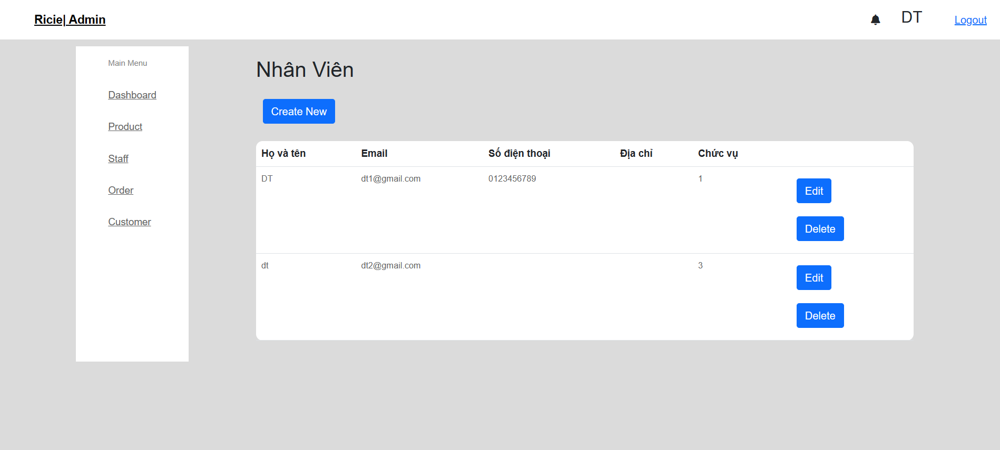 Ricie| Admin
DT
Logout
Main Menu
Dashboard
Product
Staff
Order
Customer
Nhân Viên
Create New
Họ và tên Email Số điện thoại Địa chỉ Chức vụ
DT dt1@gmail.com 0123456789 1
Edit
Delete
dt dt2@gmail.com 3
Edit
Delete